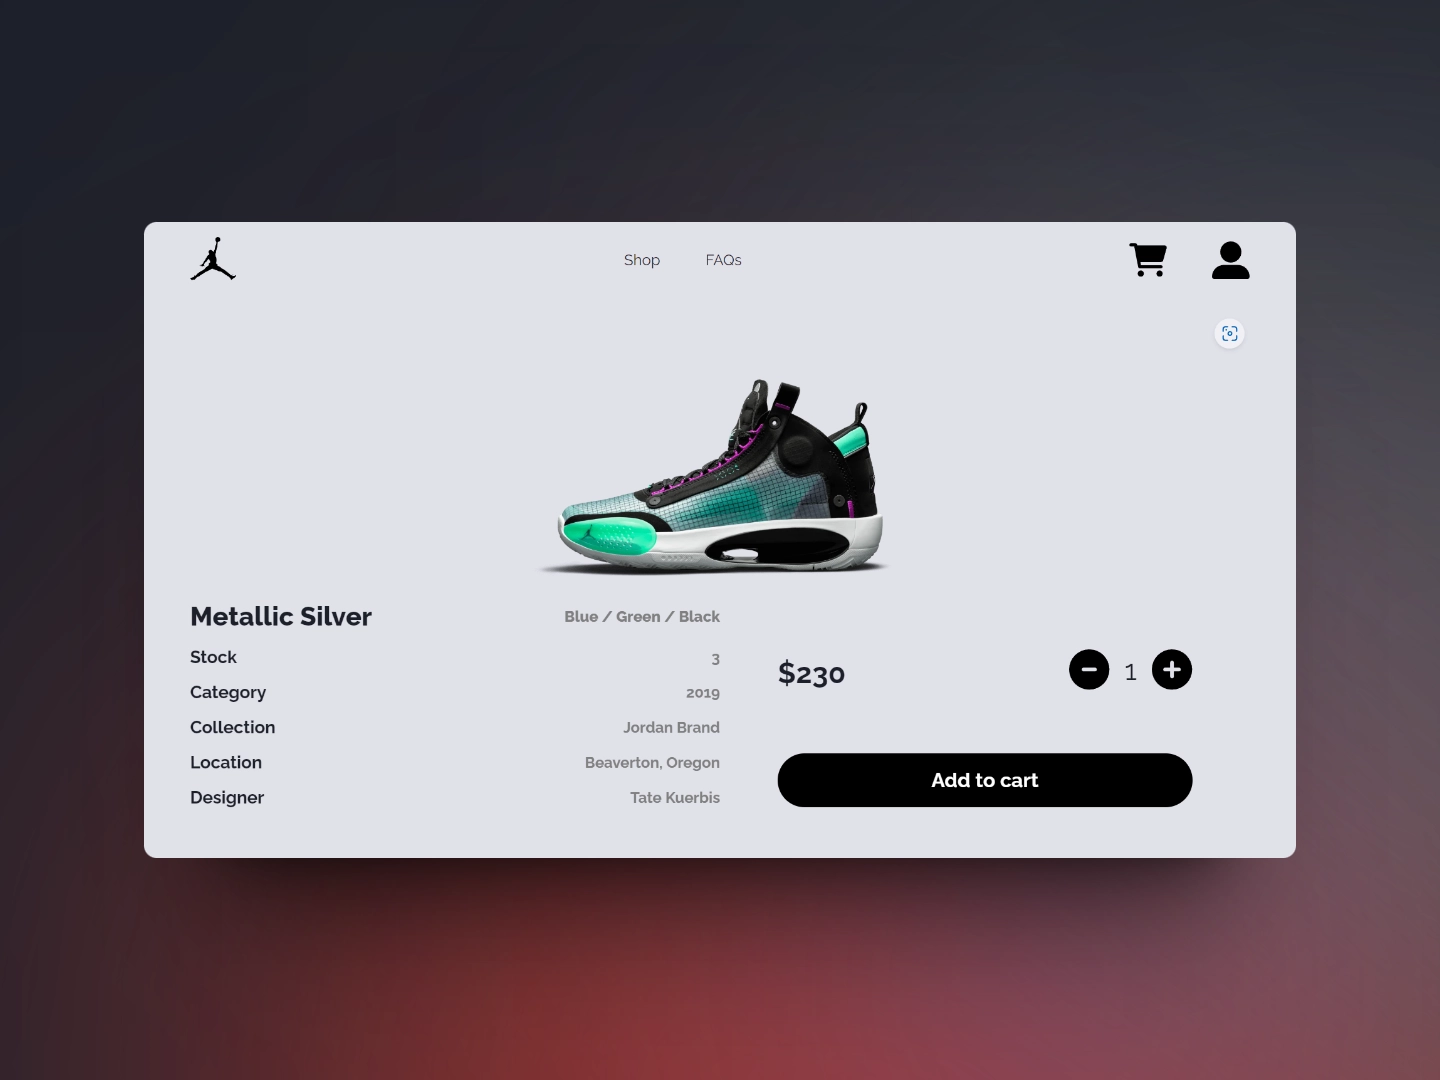 Shop FAQs
Metallic Silver Blue / Green / Black
Stock 3
Category 2019
Collection Jordan Brand
Location Beaverton, Oregon
Designer Tate Kuerbis
$230
1
Add to cart